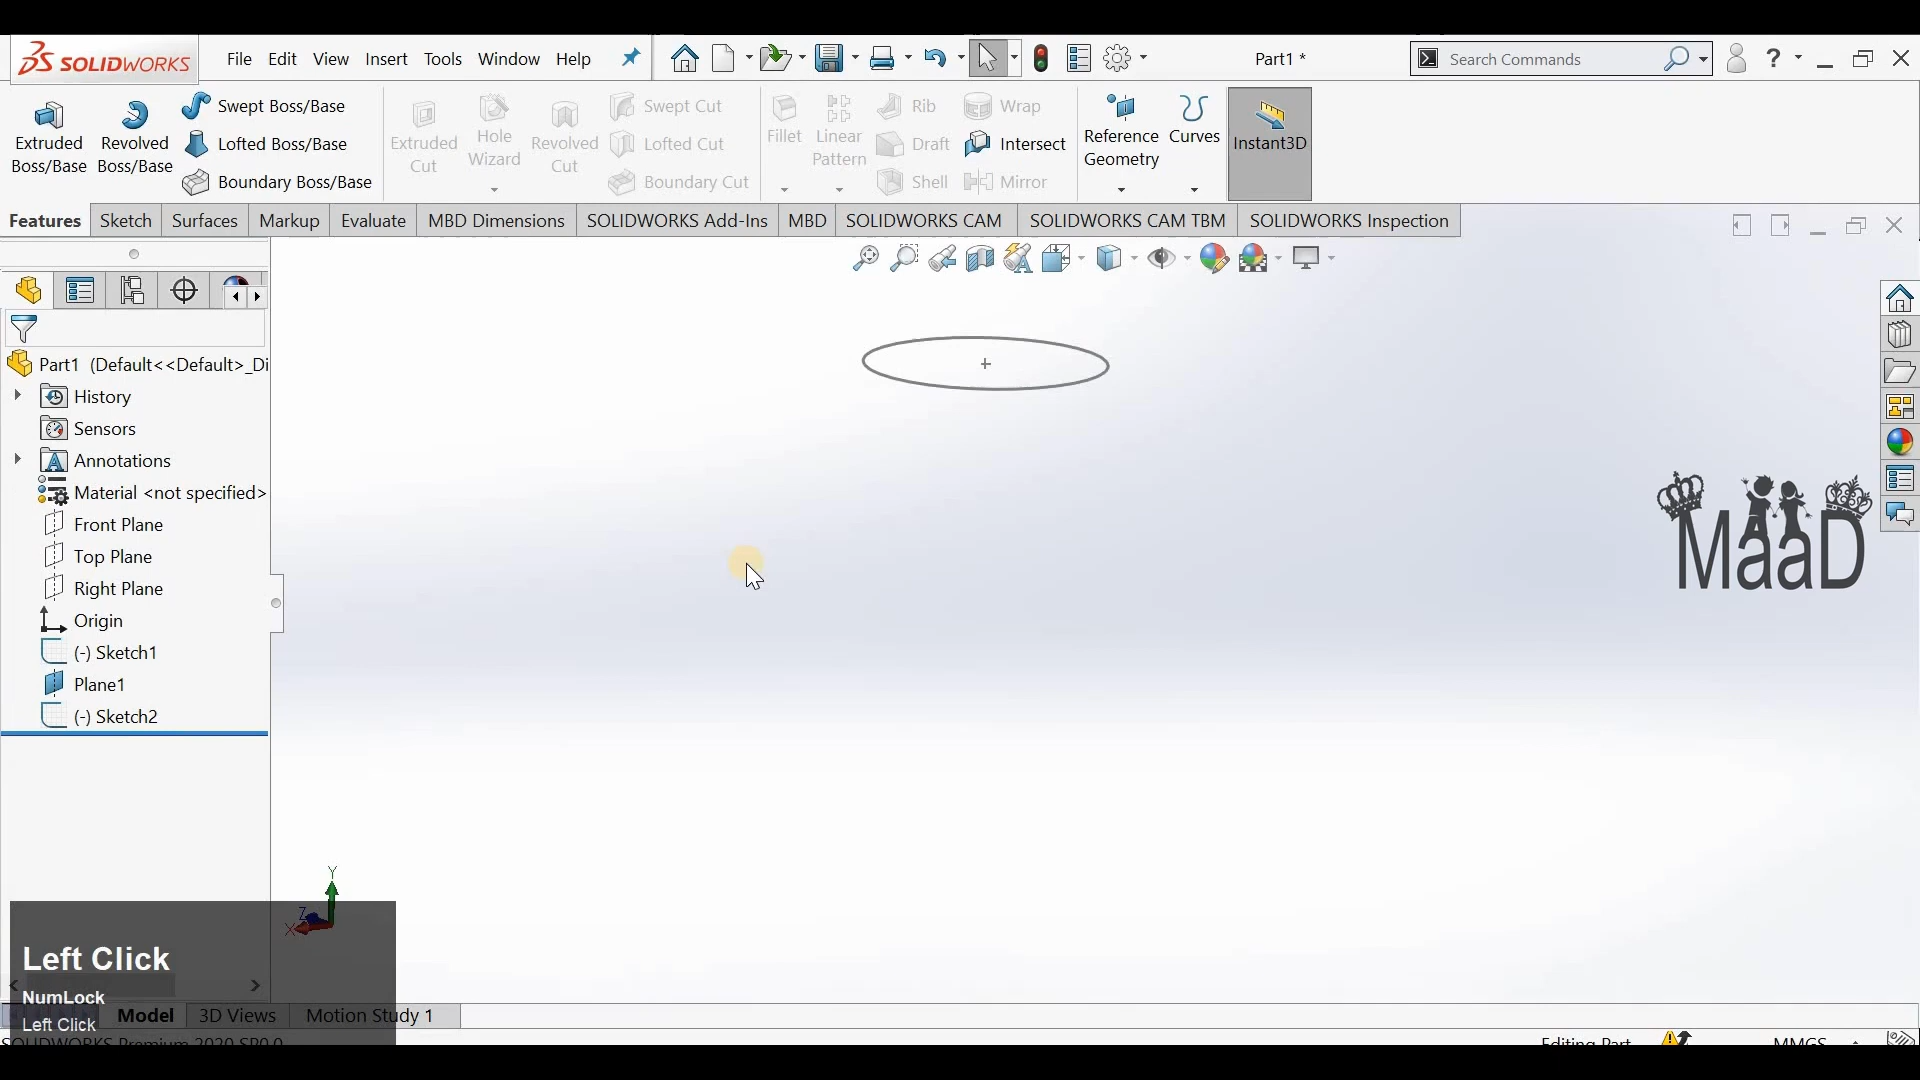 SOLIDWORKS File Edit View Insert Tools Window Help Part1 * Search Commands ?
Extruded Boss/Base
Revolved Boss/Base
Swept Boss/Base
Lofted Boss/Base
Boundary Boss/Base
Extruded Cut
Hole Wizard
Revolved Cut
Swept Cut
Lofted Cut
Boundary Cut
Fillet
Linear Pattern
Rib
Draft
Shell
Wrap
Intersect
Mirror
Reference Geometry
Curves
Instant3D
Features Sketch Surfaces Markup Evaluate MBD Dimensions SOLIDWORKS Add-Ins MBD SOLIDWORKS CAM SOLIDWORKS CAM TBM SOLIDWORKS Inspection
Part1 (Default<<Default>_Di
History
Sensors
Annotations
Material <not specified>
Front Plane
Top Plane
Right Plane
Origin
(-) Sketch1
Plane1
(-) Sketch2
MaaD
Y
Z
X
Left Click
NumLock
Left Click
Model 3D Views Motion Study 1
SOLIDWORKS Premium 2020 SP0.0 Editing Part MMGS